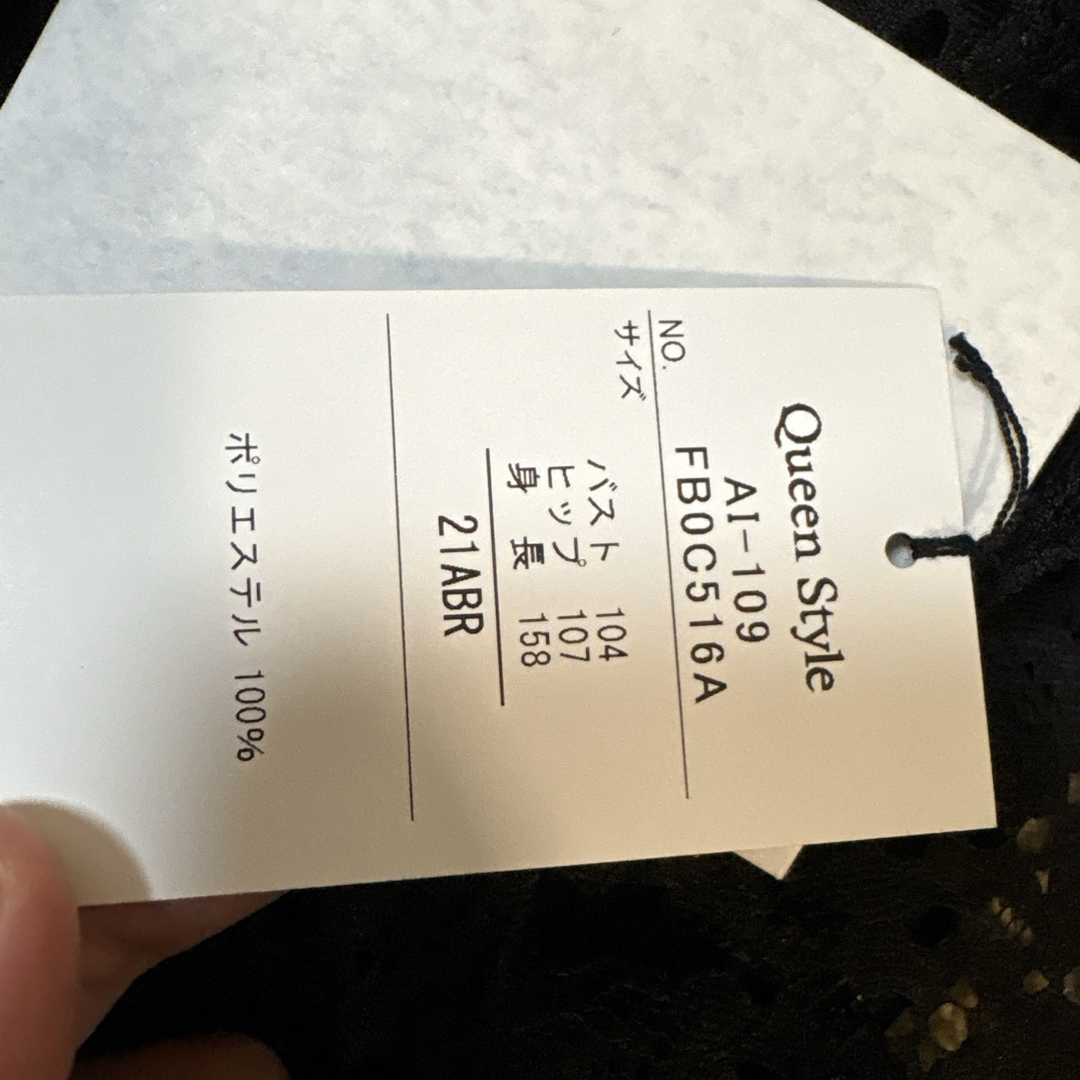 Queen Style
AI-109
NO. FB0C516A
サイズ
バスト 104
ヒップ 107
身長 158
21ABR
ポリエステル 100%